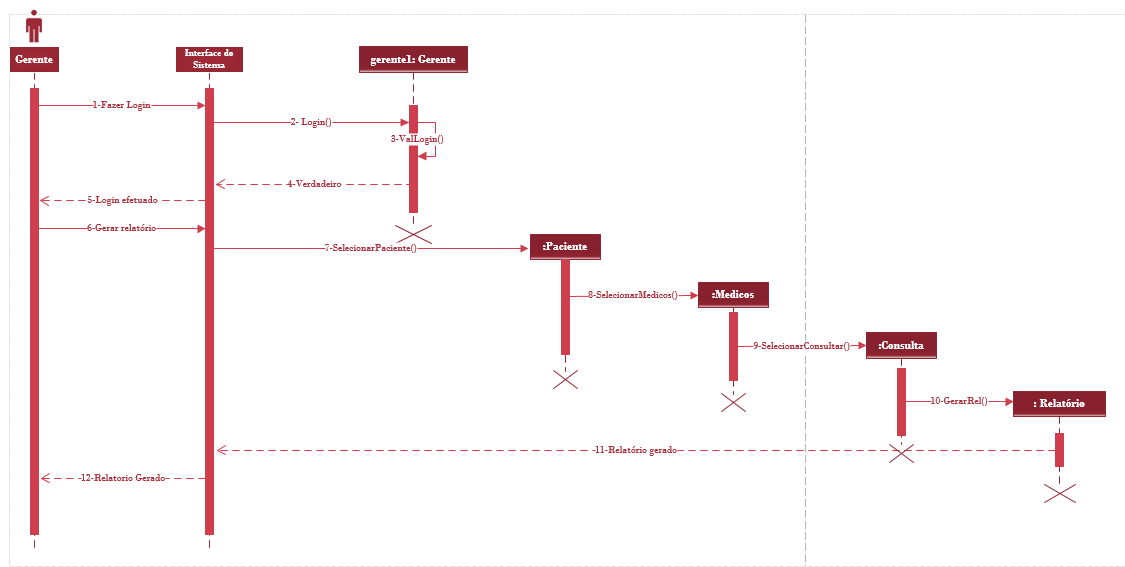 Gerente
Interface do
Sistema
gerente1: Gerente
1-Fazer Login
2- Login()
3-ValLogin()
4-Verdadeiro
5-Login efetuado
6-Gerar relatório
7-SelecionarPaciente()
:Paciente
8-SelecionarMedicos()
:Medicos
9-SelecionarConsultar()
:Consulta
10-GerarRel()
: Relatório
11-Relatório gerado
12-Relatorio Gerado